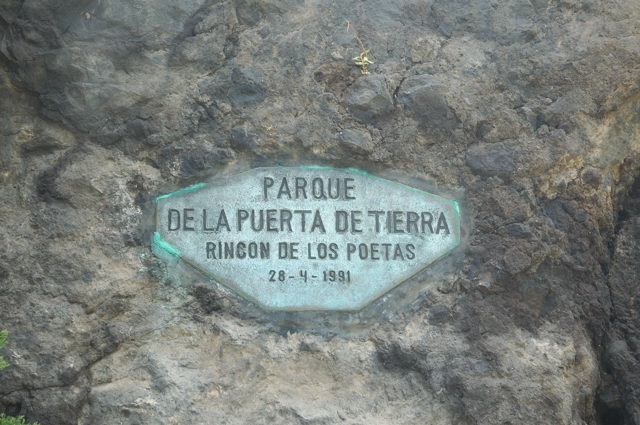 PARQUE
DE LA PUERTA DE TIERRA
RINCON DE LOS POETAS
28-4-1991